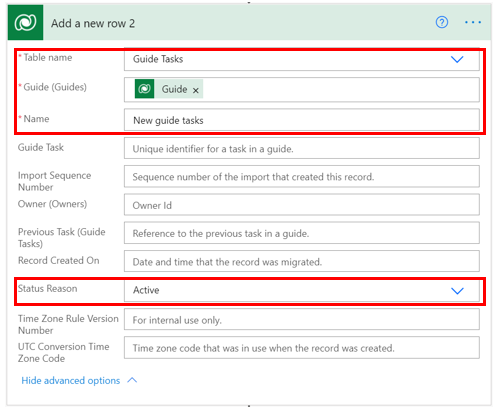 Add a new row 2
* Table name
Guide Tasks
* Guide (Guides)
Guide ×
* Name
New guide tasks
Guide Task
Unique identifier for a task in a guide.
Import Sequence
Number
Sequence number of the import that created this record.
Owner (Owners)
Owner Id
Previous Task (Guide
Tasks)
Reference to the previous task in a guide.
Record Created On
Date and time that the record was migrated.
Status Reason
Active
Time Zone Rule Version
Number
For internal use only.
UTC Conversion Time
Zone Code
Time zone code that was in use when the record was created.
Hide advanced options